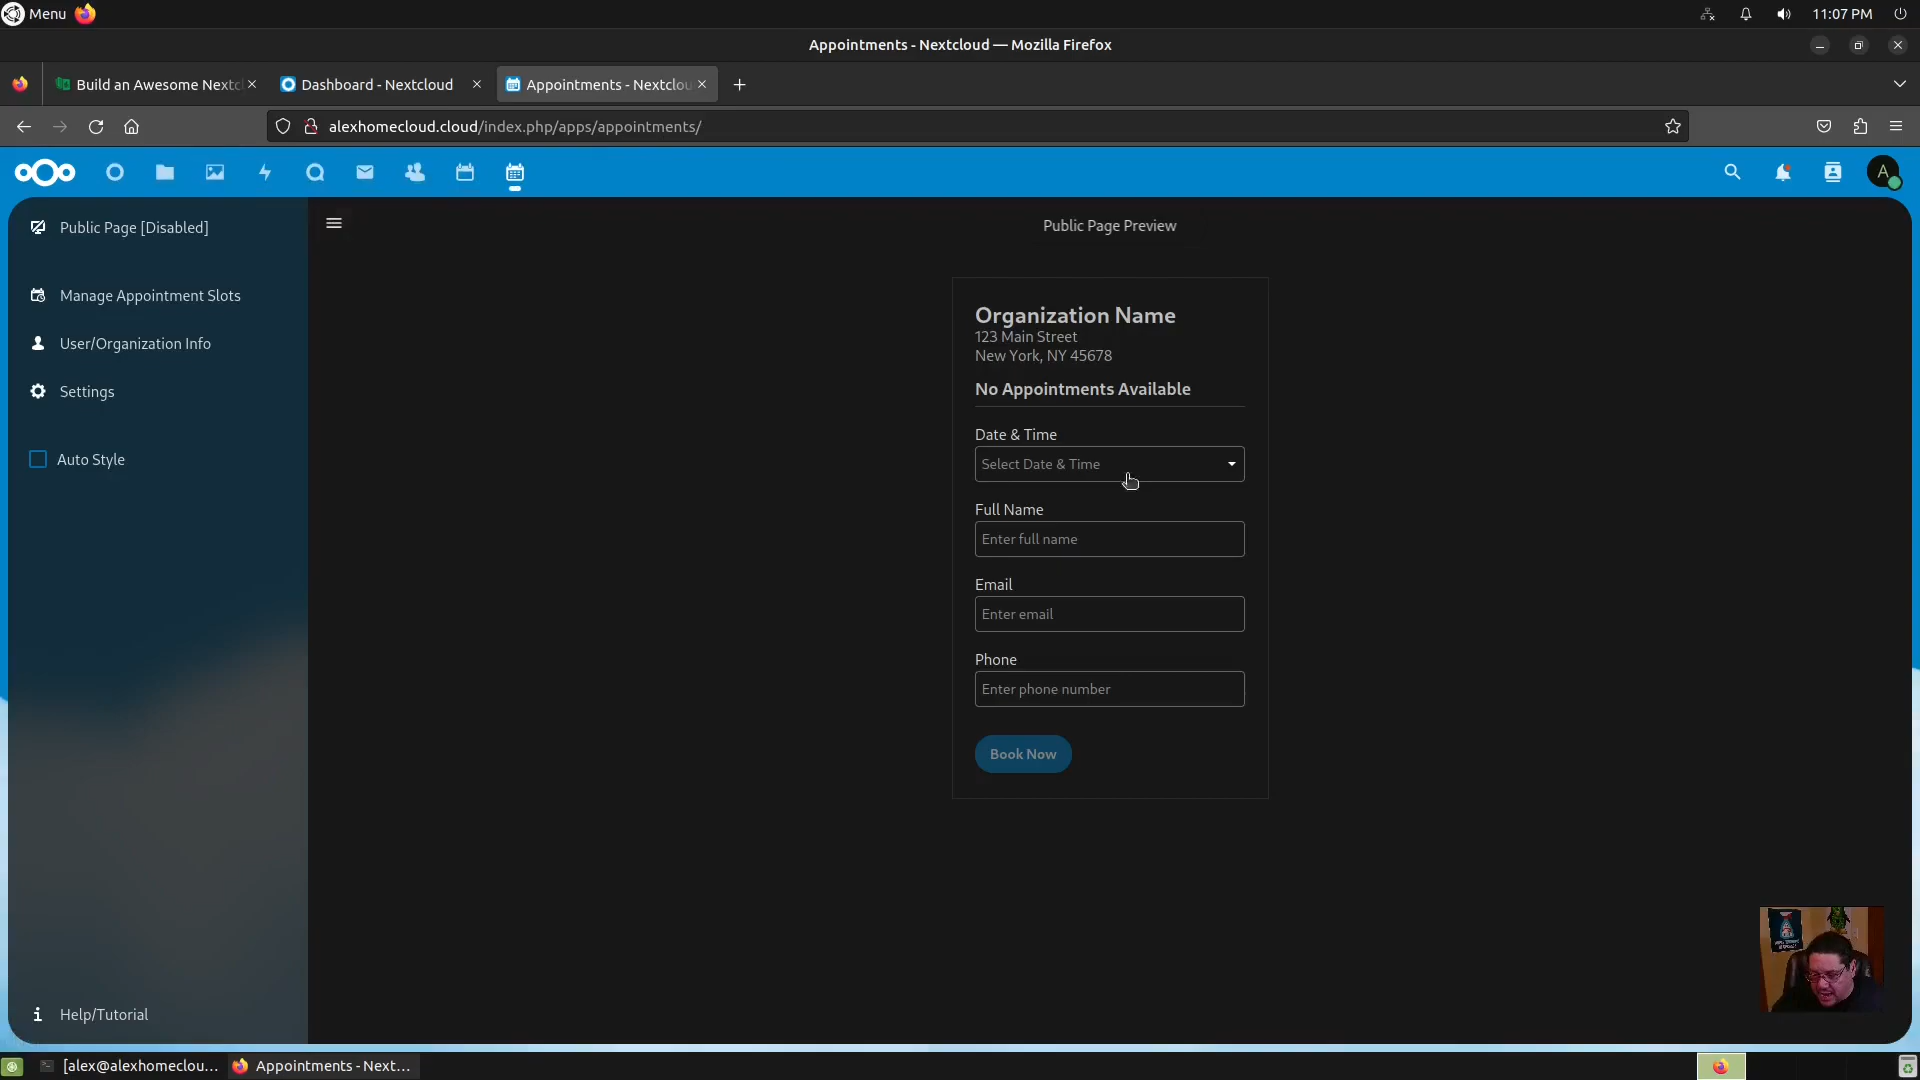 Menu
11:07 PM
Appointments - Nextcloud — Mozilla Firefox
Build an Awesome Nextcl
Dashboard - Nextcloud
Appointments - Nextclou
alexhomecloud.cloud/index.php/apps/appointments/
A
Public Page [Disabled]
Manage Appointment Slots
User/Organization Info
Settings
Auto Style
Help/Tutorial
Public Page Preview
Organization Name
123 Main Street
New York, NY 45678
No Appointments Available
Date & Time
Select Date & Time
Full Name
Enter full name
Email
Enter email
Phone
Enter phone number
Book Now
[alex@alexhomeclou...
Appointments - Next...